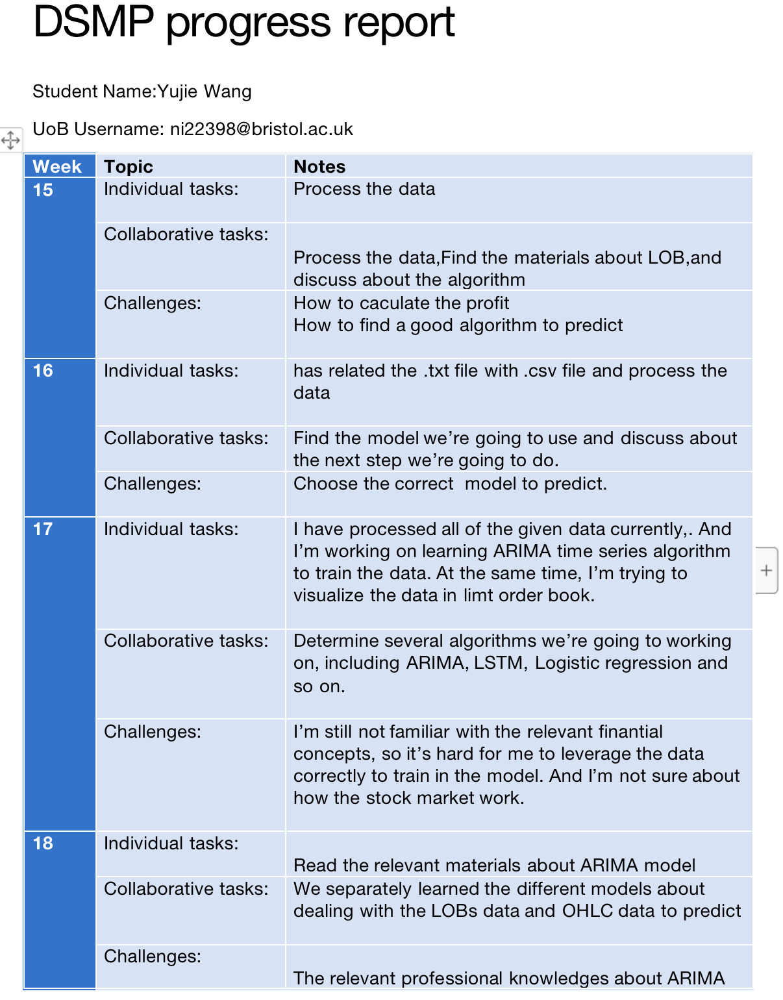 DSMP progress report
Student Name:Yujie Wang
UoB Username: ni22398@bristol.ac.uk
Week Topic Notes
15 Individual tasks: Process the data
Collaborative tasks:
Process the data,Find the materials about LOB,and
discuss about the algorithm
Challenges: How to caculate the profit
How to find a good algorithm to predict
16 Individual tasks: has related the .txt file with .csv file and process the
data
Collaborative tasks: Find the model we’re going to use and discuss about
the next step we’re going to do.
Challenges: Choose the correct  model to predict.
17 Individual tasks: I have processed all of the given data currently,. And
I’m working on learning ARIMA time series algorithm
to train the data. At the same time, I’m trying to
visualize the data in limt order book.
Collaborative tasks: Determine several algorithms we’re going to working
on, including ARIMA, LSTM, Logistic regression and
so on.
Challenges: I’m still not familiar with the relevant finantial
concepts, so it’s hard for me to leverage the data
correctly to train in the model. And I’m not sure about
how the stock market work.
18 Individual tasks:
Read the relevant materials about ARIMA model
Collaborative tasks: We separately learned the different models about
dealing with the LOBs data and OHLC data to predict
Challenges:
The relevant professional knowledges about ARIMA